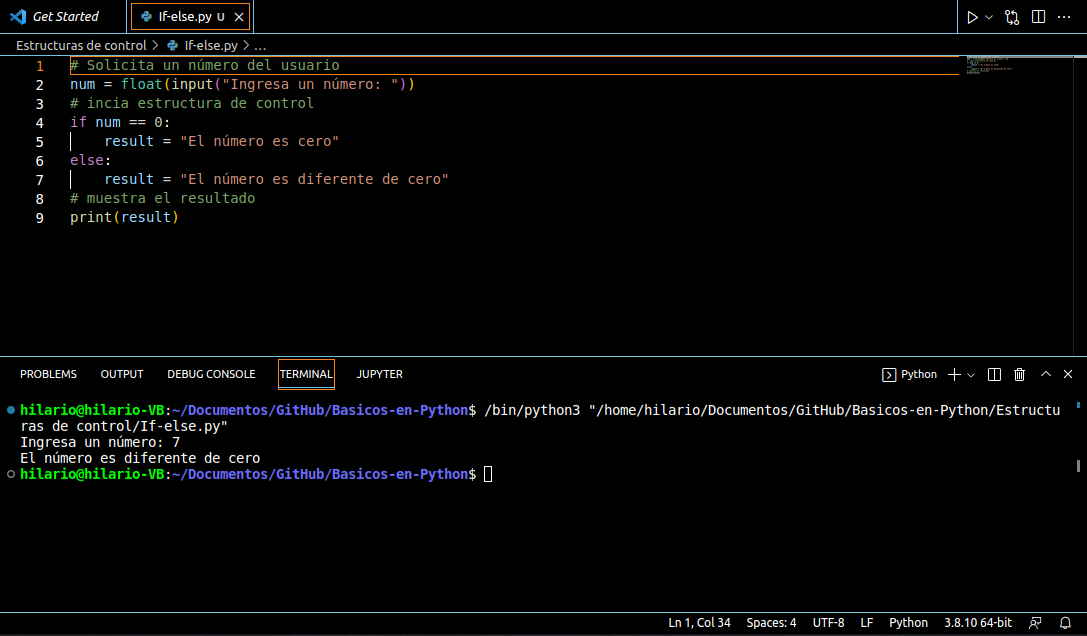 Get Started
If-else.py U
Estructuras de control > If-else.py > ...
1 # Solicita un número del usuario
2 num = float(input("Ingresa un número: "))
3 # incia estructura de control
4 if num == 0:
5 result = "El número es cero"
6 else:
7 result = "El número es diferente de cero"
8 # muestra el resultado
9 print(result)
PROBLEMS OUTPUT DEBUG CONSOLE TERMINAL JUPYTER
Python
hilario@hilario-VB:~/Documentos/GitHub/Basicos-en-Python$ /bin/python3 "/home/hilario/Documentos/GitHub/Basicos-en-Python/Estructu
ras de control/If-else.py"
Ingresa un número: 7
El número es diferente de cero
hilario@hilario-VB:~/Documentos/GitHub/Basicos-en-Python$
Ln 1, Col 34 Spaces: 4 UTF-8 LF Python 3.8.10 64-bit